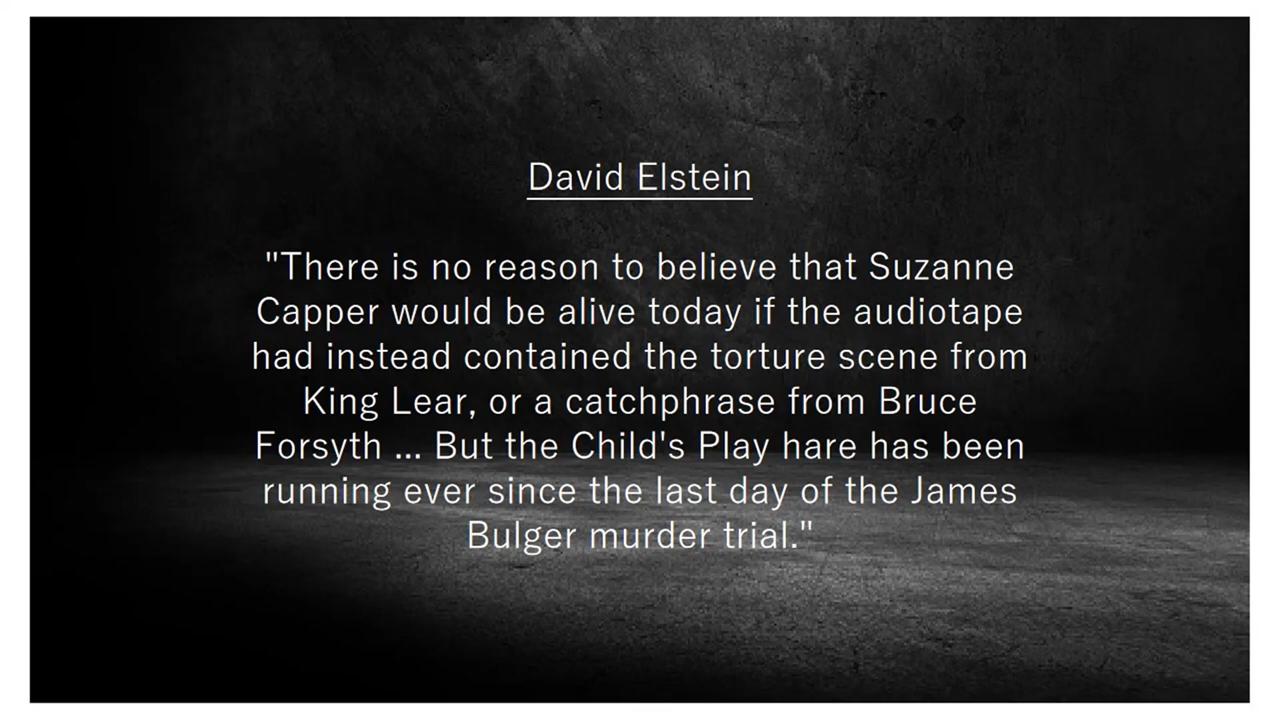 David Elstein
"There is no reason to believe that Suzanne
Capper would be alive today if the audiotape
had instead contained the torture scene from
King Lear, or a catchphrase from Bruce
Forsyth ... But the Child's Play hare has been
running ever since the last day of the James
Bulger murder trial."